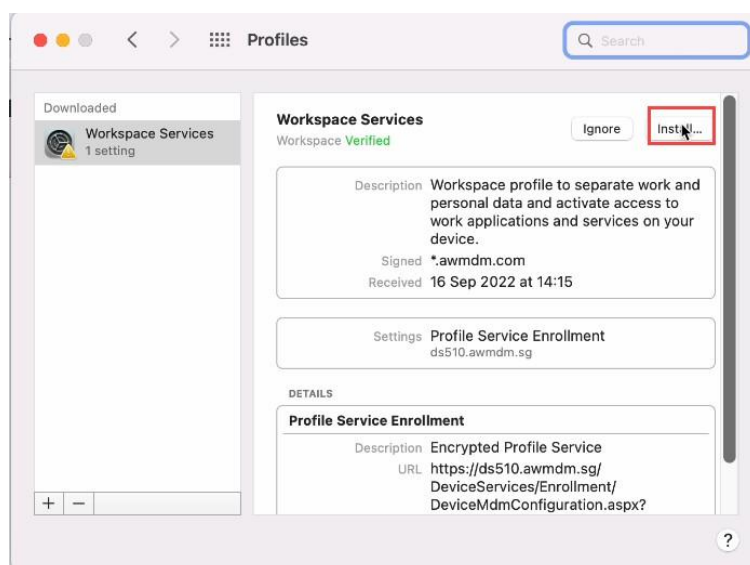 Profiles
Search
Downloaded
Workspace Services
1 setting
Workspace Services
Workspace Verified
Ignore
Install...
Description Workspace profile to separate work and
personal data and activate access to
work applications and services on your
device.
Signed *.awmdm.com
Received 16 Sep 2022 at 14:15
Settings Profile Service Enrollment
ds510.awmdm.sg
DETAILS
Profile Service Enrollment
Description Encrypted Profile Service
URL https://ds510.awmdm.sg/
DeviceServices/Enrollment/
DeviceMdmConfiguration.aspx?
+ −
?